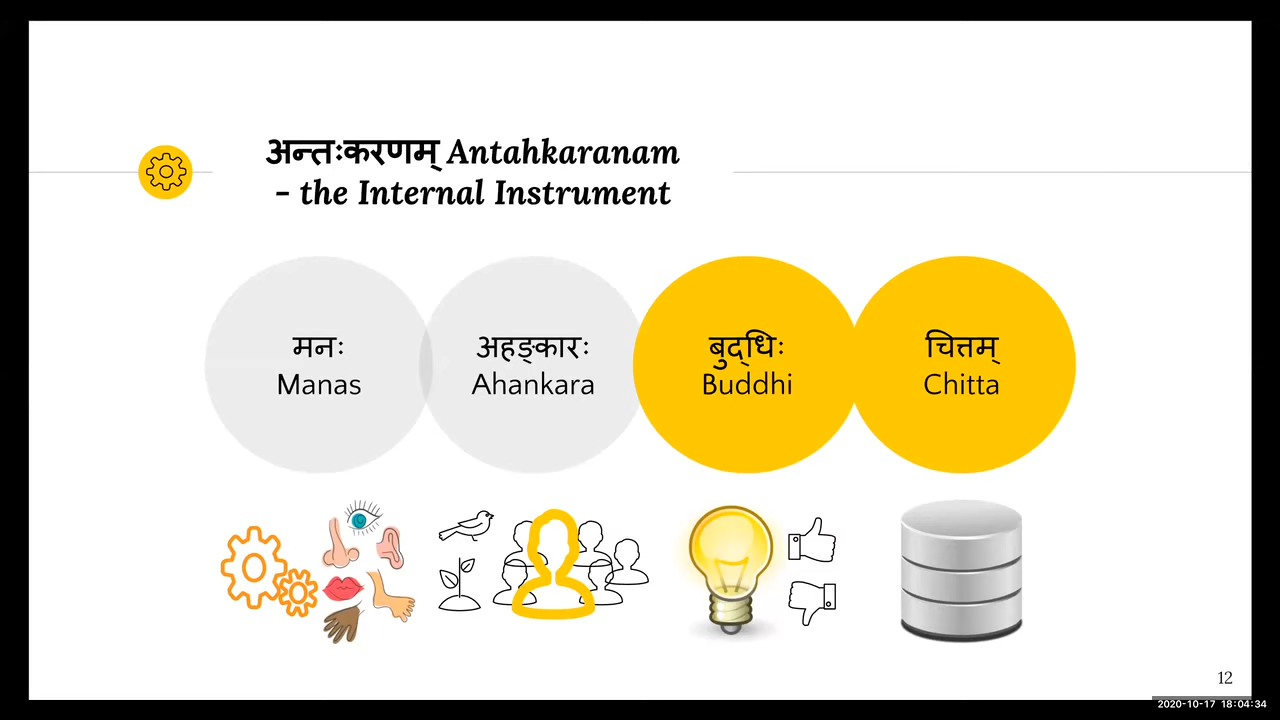 अन्तःकरणम् Antahkaranam
- the Internal Instrument
मनः
Manas
अहङ्कारः
Ahankara
बुद्धिः
Buddhi
चित्तम्
Chitta
12
2020-10-17 18:04:34